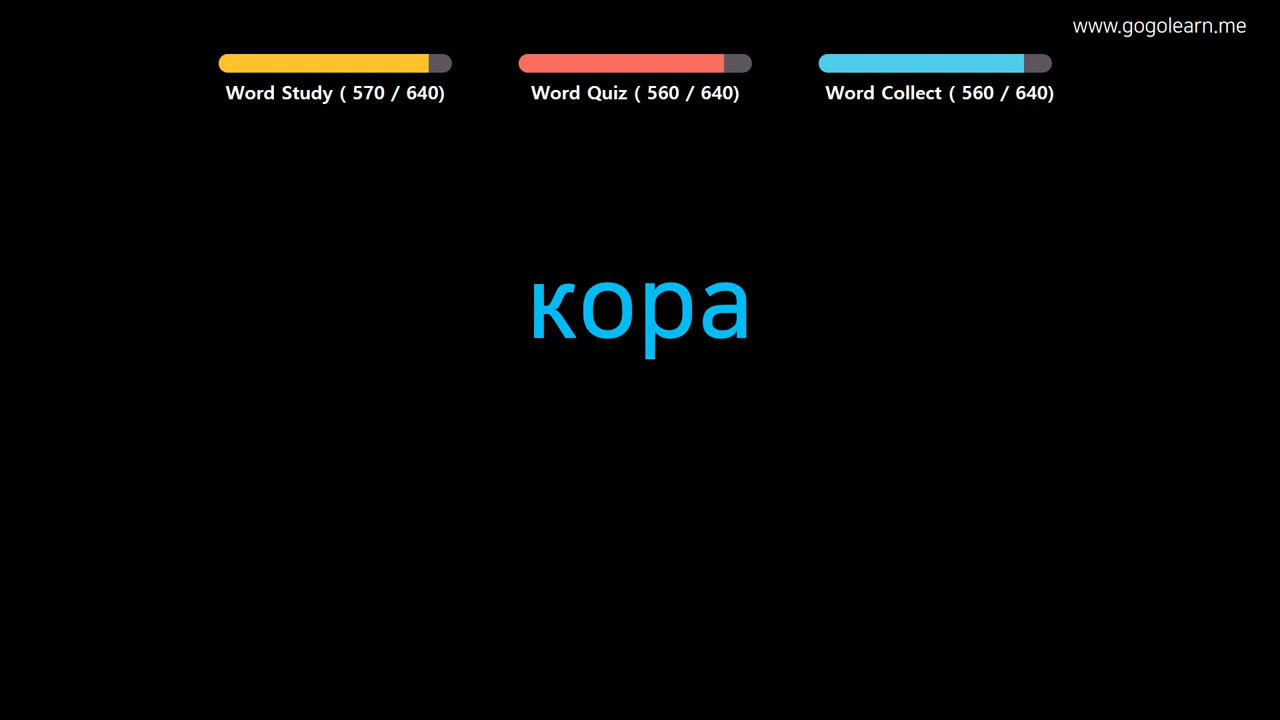 www.gogolearn.me
Word Study ( 570 / 640)
Word Quiz ( 560 / 640)
Word Collect ( 560 / 640)
кора